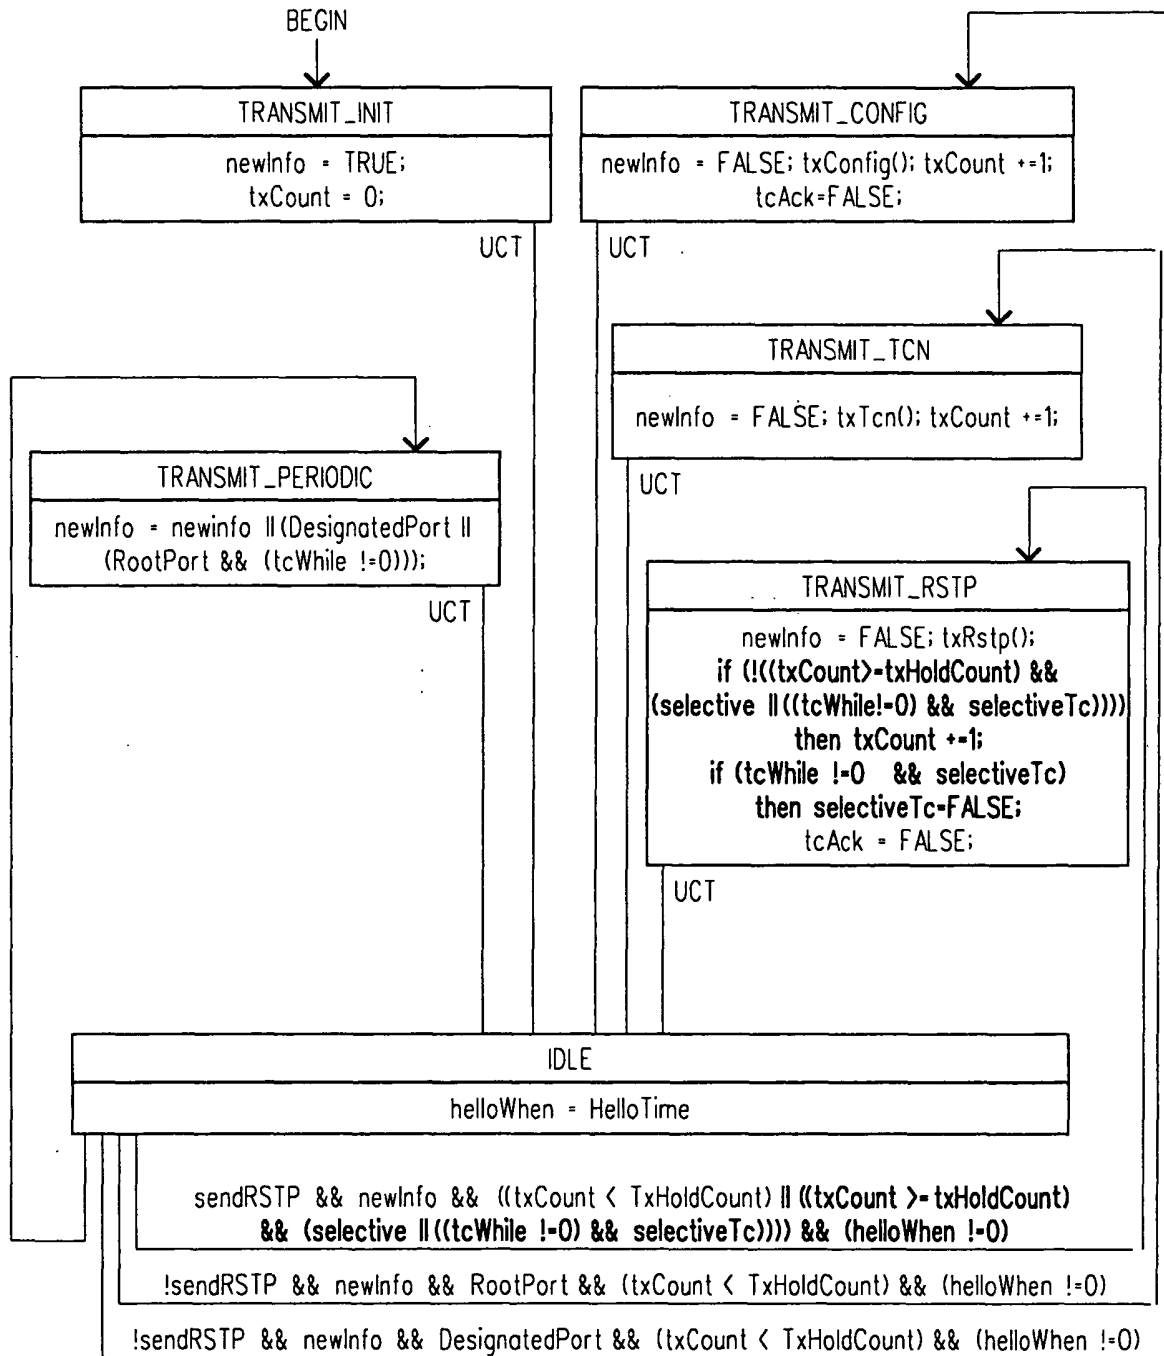 BEGIN
TRANSMIT_INIT
newInfo = TRUE;
txCount = 0;
UCT
TRANSMIT_CONFIG
newInfo = FALSE; txConfig(); txCount +=1;
tcAck=FALSE;
UCT
TRANSMIT_TCN
newInfo = FALSE; txTcn(); txCount +=1;
UCT
TRANSMIT_PERIODIC
newInfo = newinfo ||(DesignatedPort ||
(RootPort && (tcWhile !=0)));
UCT
TRANSMIT_RSTP
newInfo = FALSE; txRstp();
if (!((txCount>=txHoldCount) &&
(selective ||((tcWhile!=0) && selectiveTc))))
then txCount +=1;
if (tcWhile !=0 && selectiveTc)
then selectiveTc=FALSE;
tcAck = FALSE;
UCT
IDLE
helloWhen = HelloTime
sendRSTP && newInfo && ((txCount < TxHoldCount) || ((txCount >= txHoldCount)
&& (selective ||((tcWhile !=0) && selectiveTc)))) && (helloWhen !=0)
!sendRSTP && newInfo && RootPort && (txCount < TxHoldCount) && (helloWhen !=0)
!sendRSTP && newInfo && DesignatedPort && (txCount < TxHoldCount) && (helloWhen !=0)